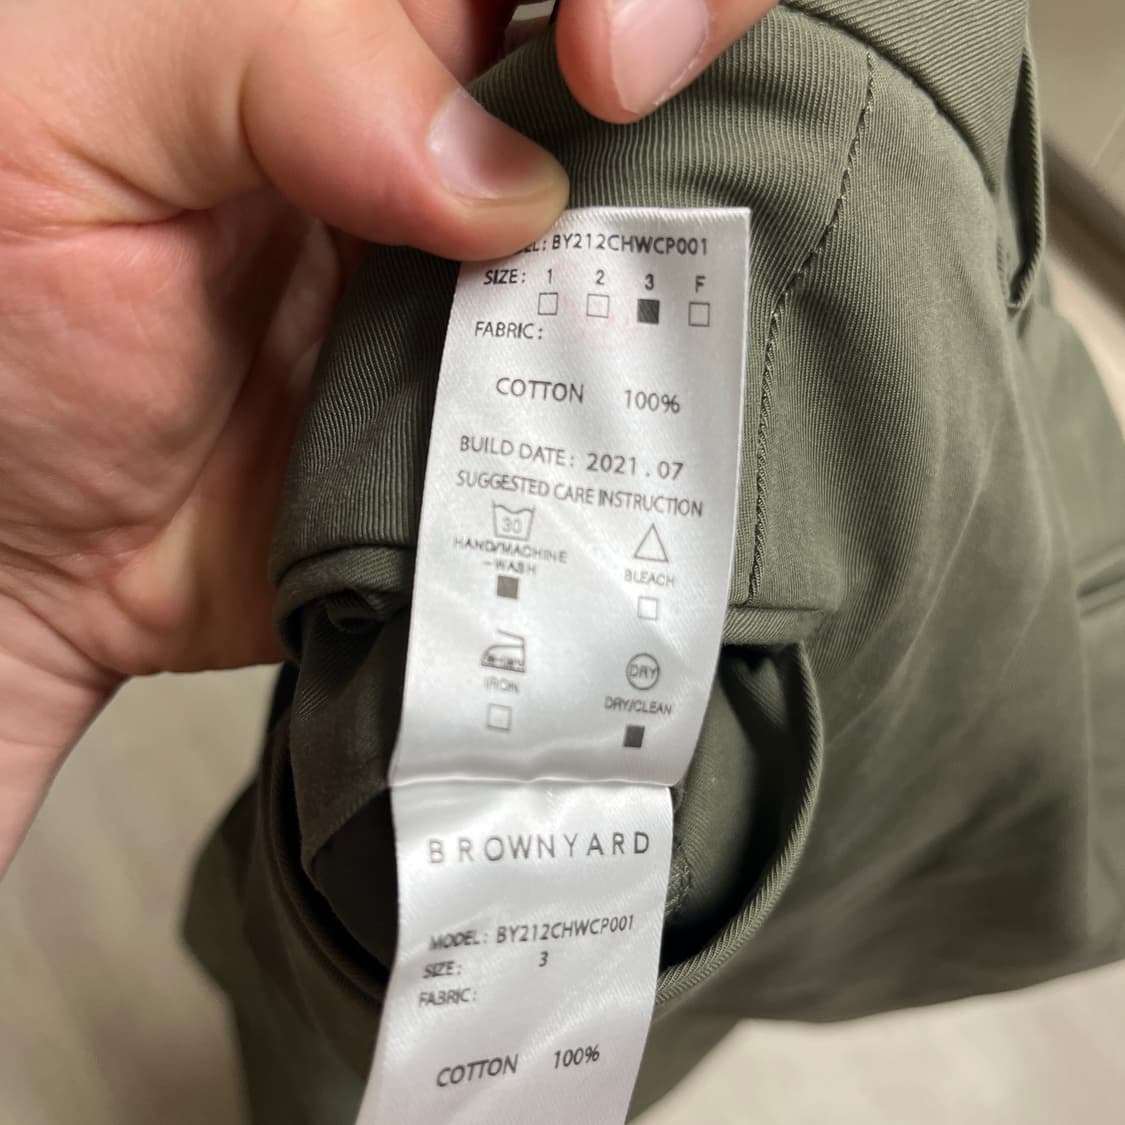 BY212CHWCP001
SIZE: 1 2 3 F
FABRIC:
COTTON 100%
BUILD DATE: 2021.07
SUGGESTED CARE INSTRUCTION
30
HAND/MACHINE
-WASH
BLEACH
IRON
DRY
DRY/CLEAN
BROWNYARD
MODEL: BY212CHWCP001
SIZE: 3
FABRIC:
COTTON 100%